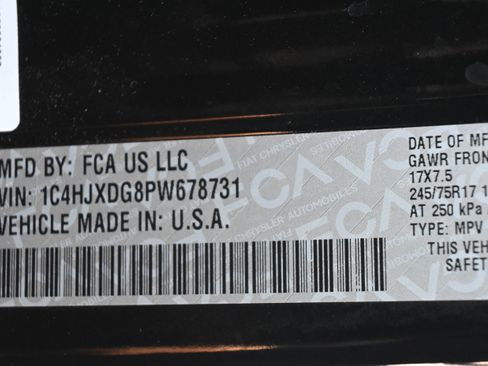 MFD BY: FCA US LLC
VIN: 1C4HJXDG8PW678731
VEHICLE MADE IN: U.S.A.
DATE OF M
GAWR FRON
17X7.5
245/75R17 1
AT 250 kPa
TYPE: MPV
THIS VEH
SAFET